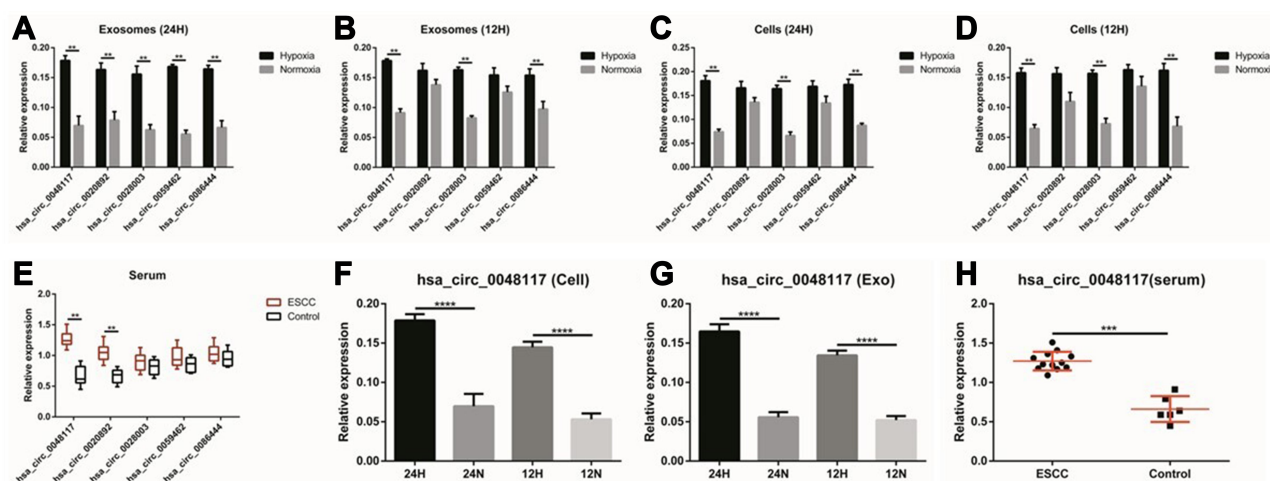 A
Exosomes (24H)
Relative expression
0.20
0.15
0.10
0.05
0.00
**
**
**
**
**
Hypoxia
Normoxia
hsa_circ_0048117
hsa_circ_0020892
hsa_circ_0028003
hsa_circ_0059462
hsa_circ_0086444
B
Exosomes (12H)
Relative expression
0.20
0.15
0.10
0.05
0.00
**
**
**
Hypoxia
Normoxia
hsa_circ_0048117
hsa_circ_0020892
hsa_circ_0028003
hsa_circ_0059462
hsa_circ_0086444
C
Cells (24H)
Relative expression
0.25
0.20
0.15
0.10
0.05
0.00
**
**
**
Hypoxia
Normoxia
hsa_circ_0048117
hsa_circ_0020892
hsa_circ_0028003
hsa_circ_0059462
hsa_circ_0086444
D
Cells (12H)
Relative expression
0.20
0.15
0.10
0.05
0.00
**
**
**
Hypoxia
Normoxi
hsa_circ_0048117
hsa_circ_0020892
hsa_circ_0028003
hsa_circ_0059462
hsa_circ_0086444
E
Serum
Relative expression
2.0
1.5
1.0
0.5
0.0
**
**
ESCC
Control
hsa_circ_0048117
hsa_circ_0020892
hsa_circ_0028003
hsa_circ_0059462
hsa_circ_0086444
F
hsa_circ_0048117 (Cell)
Relative expression
0.20
0.15
0.10
0.05
0.00
****
****
24H 24N 12H 12N
G
hsa_circ_0048117 (Exo)
Relative expression
0.20
0.15
0.10
0.05
0.00
****
****
24H 24N 12H 12N
H
hsa_circ_0048117(serum)
Relative expression
2.0
1.5
1.0
0.5
0.0
***
ESCC Control